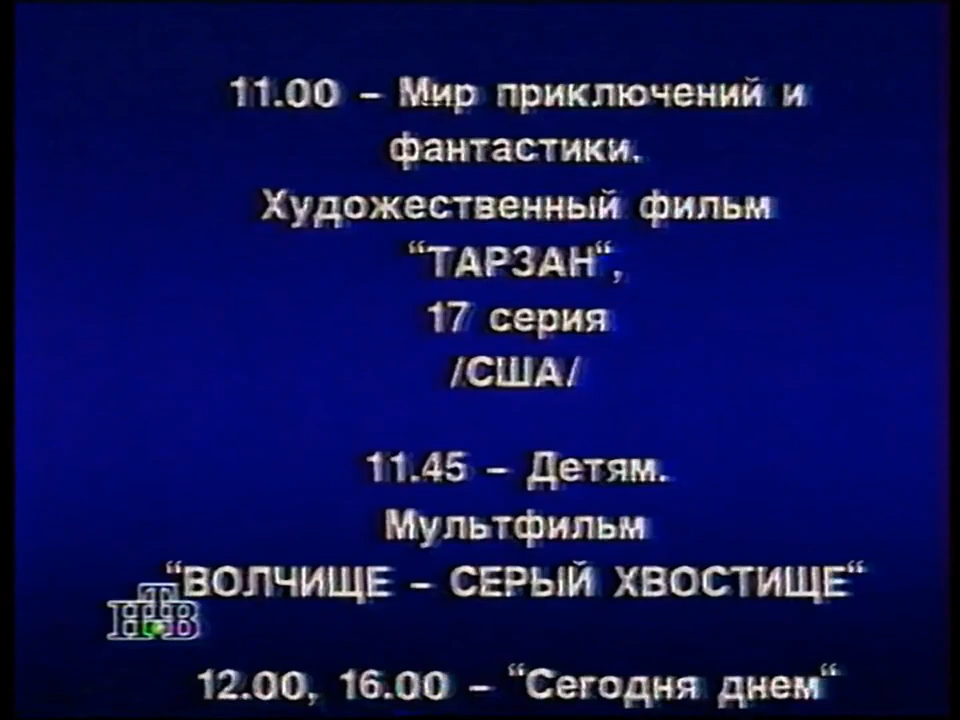 11.00 – Мир приключений и
фантастики.
Художественный фильм
“ТАРЗАН“,
17 серия
/США/
11.45 – Детям.
Мультфильм
“ВОЛЧИЩЕ – СЕРЫЙ ХВОСТИЩЕ“
НТВ
12.00, 16.00 – “Сегодня днем“